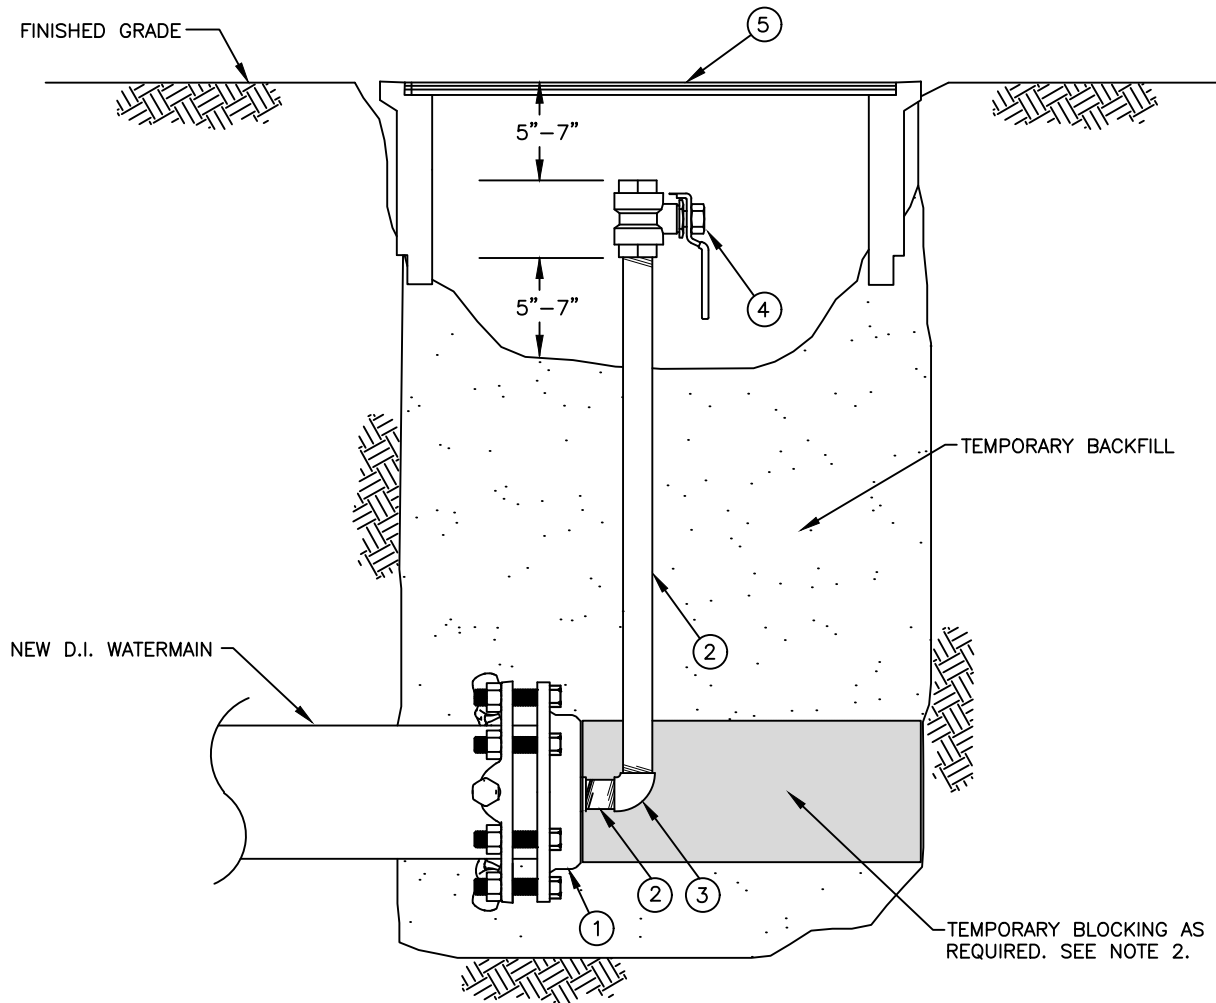 FINISHED GRADE
5
5"-7"
4
5"-7"
TEMPORARY BACKFILL
2
NEW D.I. WATERMAIN
2
3
1
TEMPORARY BLOCKING AS
REQUIRED. SEE NOTE 2.